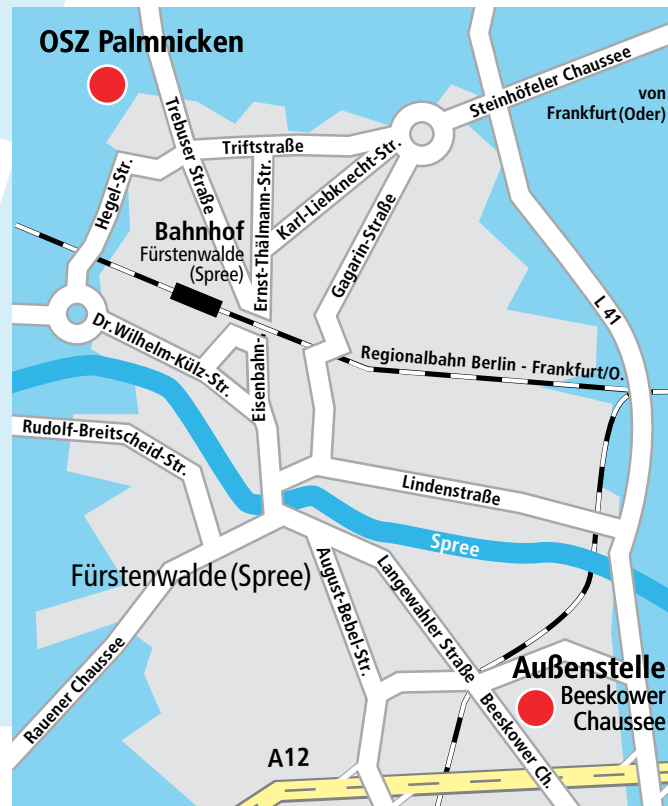 OSZ Palmnicken
Steinhöfeler Chaussee
von
Frankfurt(Oder)
Trebuser Straße
Triftstraße
Karl-Liebknecht-Str.
Hegel-Str.
Ernst-Thälmann-Str.
Gagarin-Straße
Bahnhof
Fürstenwalde
(Spree)
L 41
Dr.Wilhelm-Külz-Str.
Eisenbahn-
Regionalbahn Berlin - Frankfurt/O.
Rudolf-Breitscheid-Str.
Lindenstraße
Spree
Fürstenwalde(Spree)
August-Bebel-Str.
Langewahler Straße
Rauener Chaussee
Außenstelle
Beeskower
Chaussee
Beeskower Ch.
A12